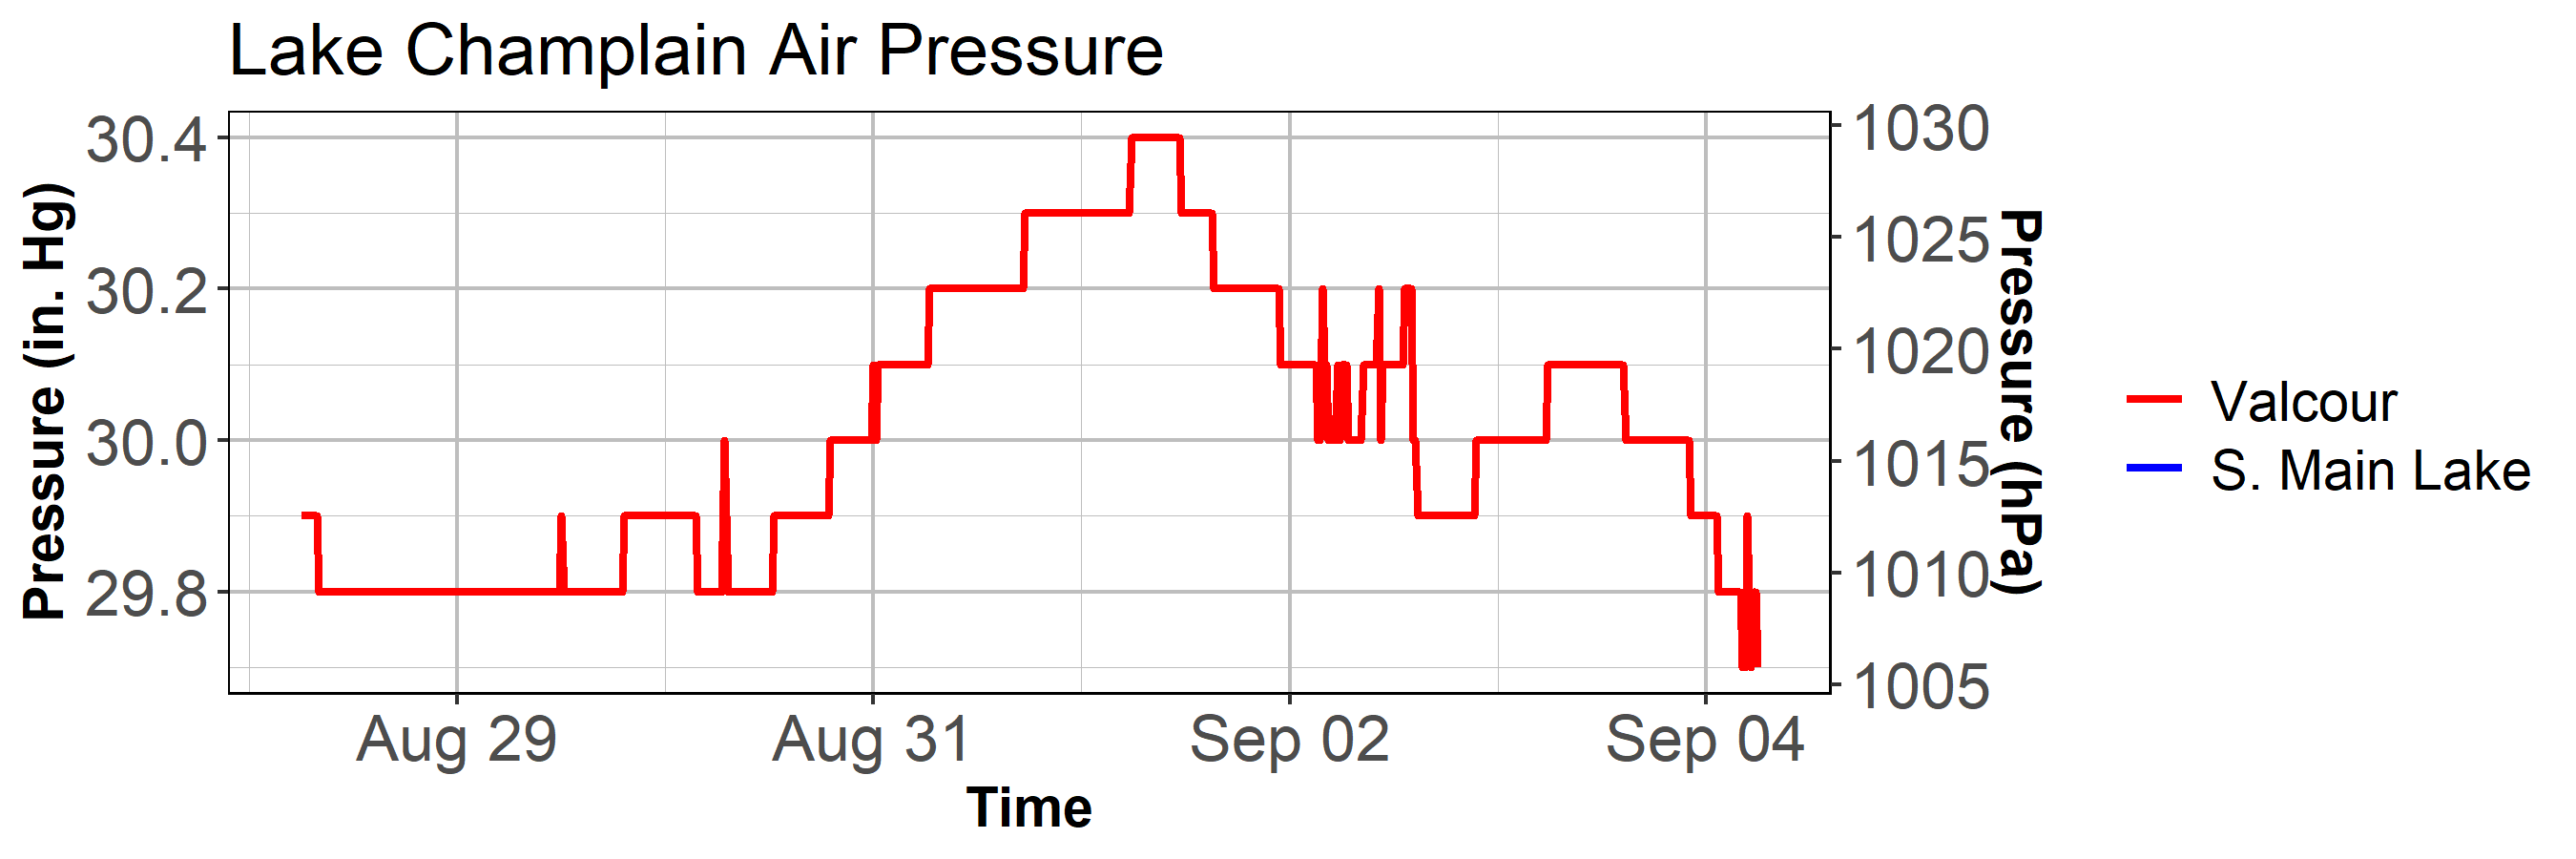 Lake Champlain Air Pressure
Pressure (in. Hg)
30.4
30.2
30.0
29.8
1030
1025
1020
1015
1010
1005
Pressure (hPa)
Aug 29
Aug 31
Sep 02
Sep 04
Time
Valcour
S. Main Lake